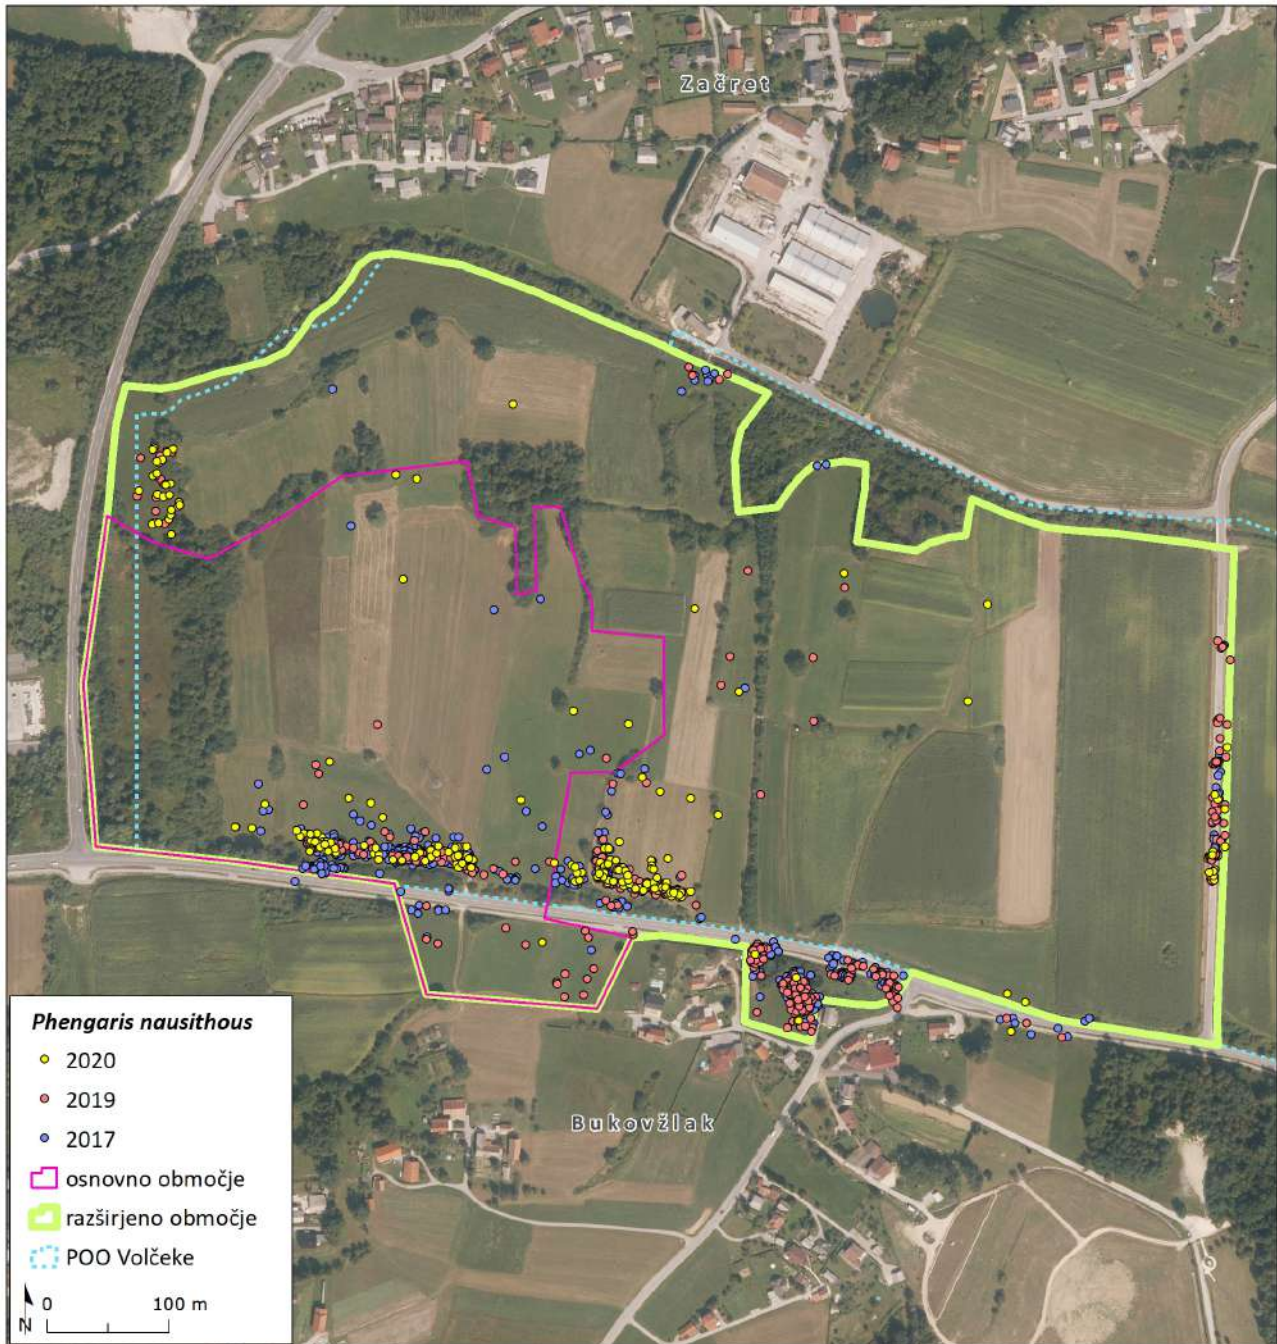 Začret
Bukovžlak
Phengaris nausithous
2020
2019
2017
osnovno območje
razširjeno območje
POO Volčeke
0 100 m
N